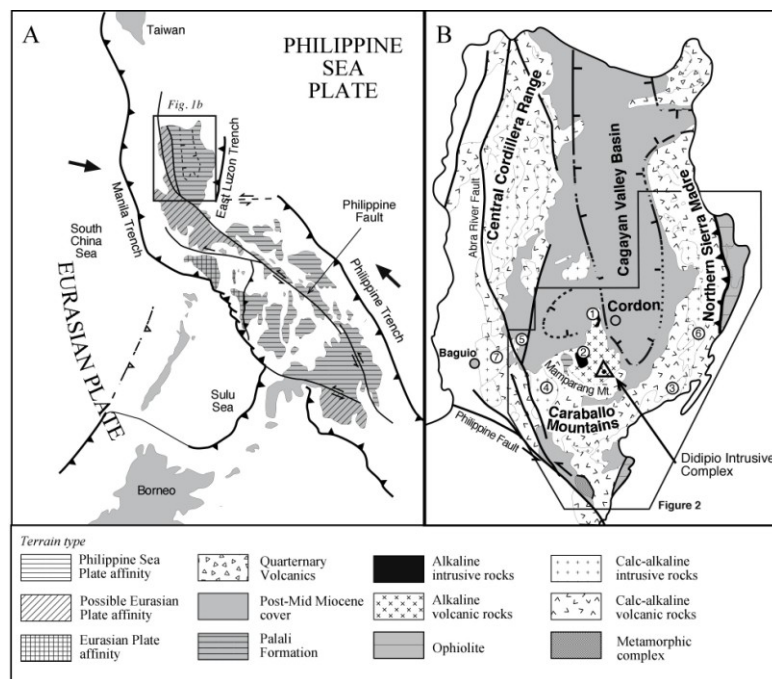 A
Taiwan
PHILIPPINE
SEA
PLATE
Fig. 1b
East Luzon Trench
Manila Trench
South
China
Sea
Philippine
Fault
Philippine Trench
EURASIAN PLATE
Sulu
Sea
Borneo
B
Central Cordillera Range
Abra River Fault
Cagayan Valley Basin
Northern Sierra Madre
Cordon
1
2
5
6
7
Baguio
Mamparang Mt.
4
3
Caraballo
Mountains
Philippine Fault
Didipio Intrusive
Complex
Figure 2
Terrain type
Philippine Sea
Plate affinity
Quarternary
Volcanics
Alkaline
intrusive rocks
Calc-alkaline
intrusive rocks
Possible Eurasian
Plate affinity
Post-Mid Miocene
cover
Alkaline
volcanic rocks
Calc-alkaline
volcanic rocks
Eurasian Plate
affinity
Palali
Formation
Ophiolite
Metamorphic
complex